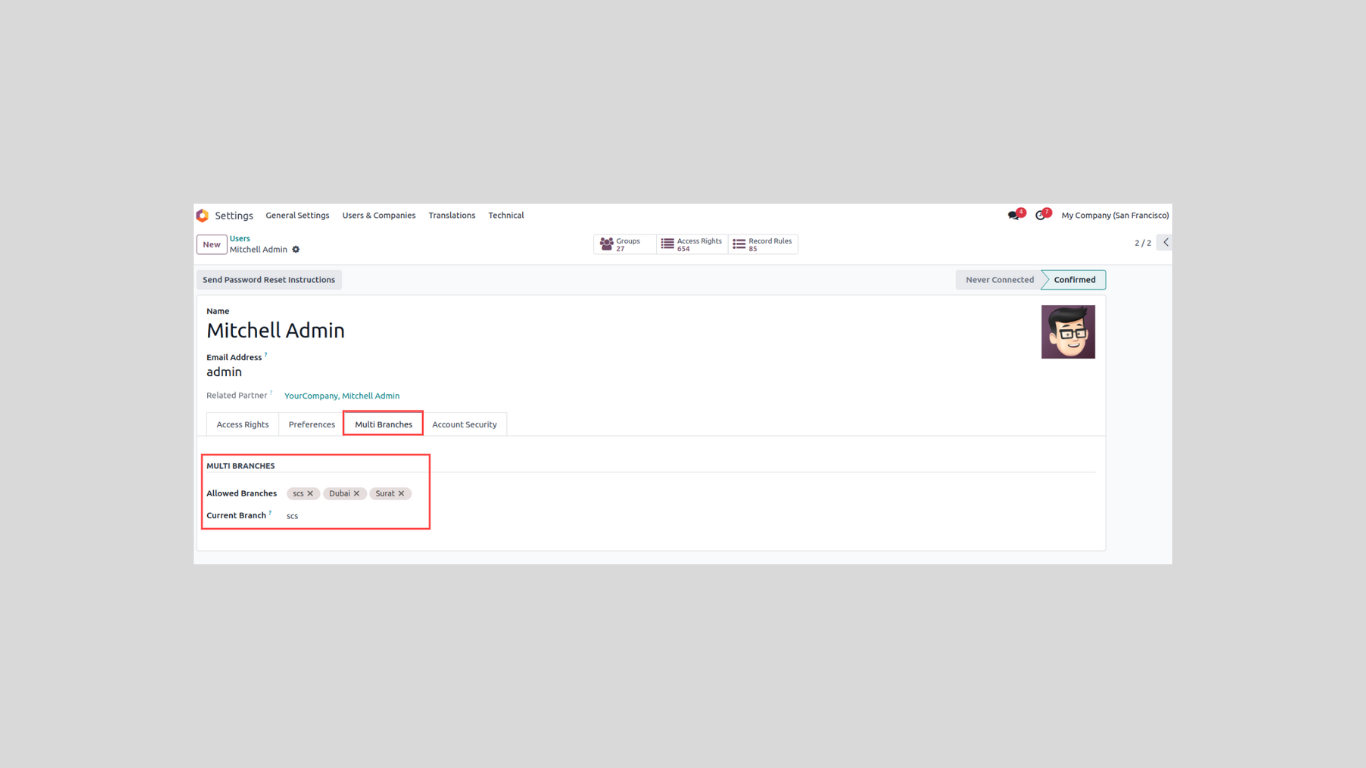 Settings General Settings Users & Companies Translations Technical 4 7 My Company (San Francisco)
New Users
Mitchell Admin
Groups 27 Access Rights 654 Record Rules 85
2 / 2
Send Password Reset Instructions Never Connected Confirmed
Name
Mitchell Admin
Email Address ?
admin
Related Partner ? YourCompany, Mitchell Admin
Access Rights Preferences Multi Branches Account Security
MULTI BRANCHES
Allowed Branches scs Dubai Surat
Current Branch ? scs